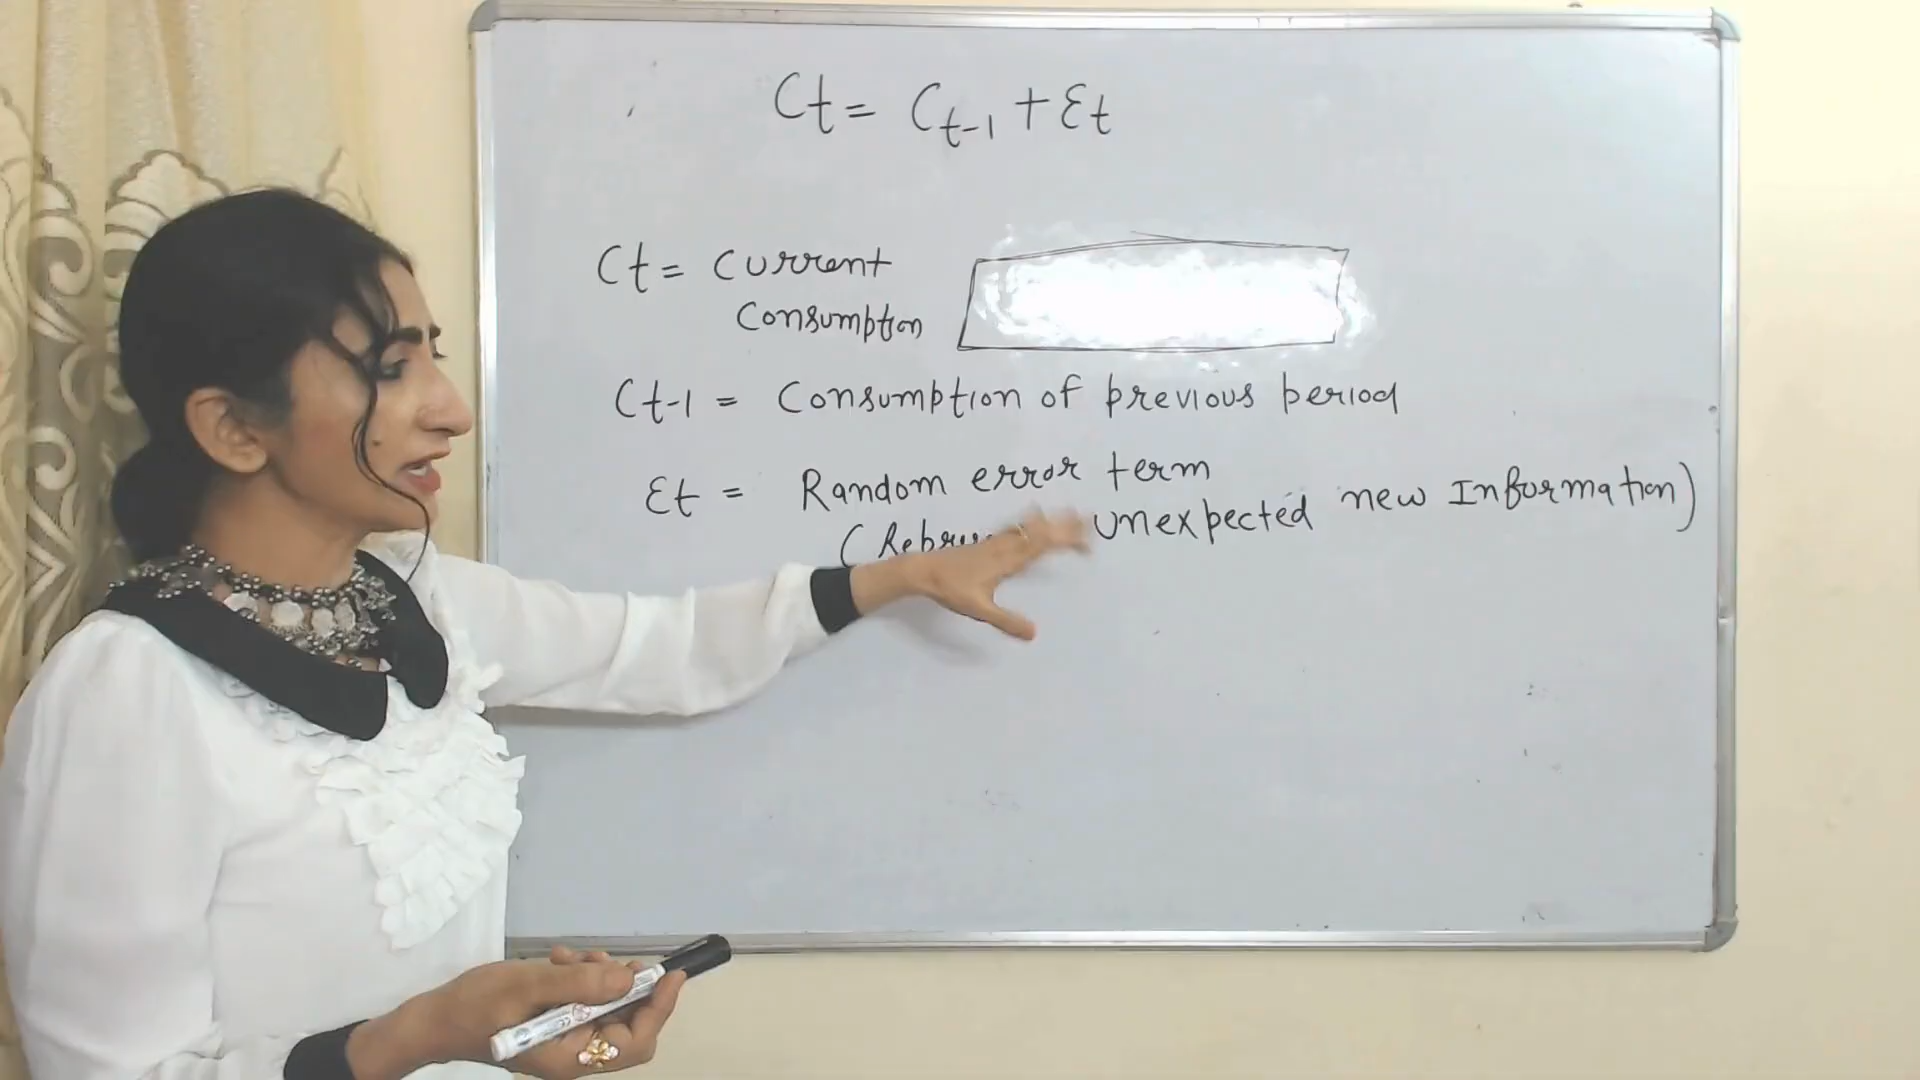 Ct = Ct-1 + Ɛt
Ct = Current
Consumption
Ct-1 = Consumption of previous period
Ɛt = Random error term
( unexpected new Information)